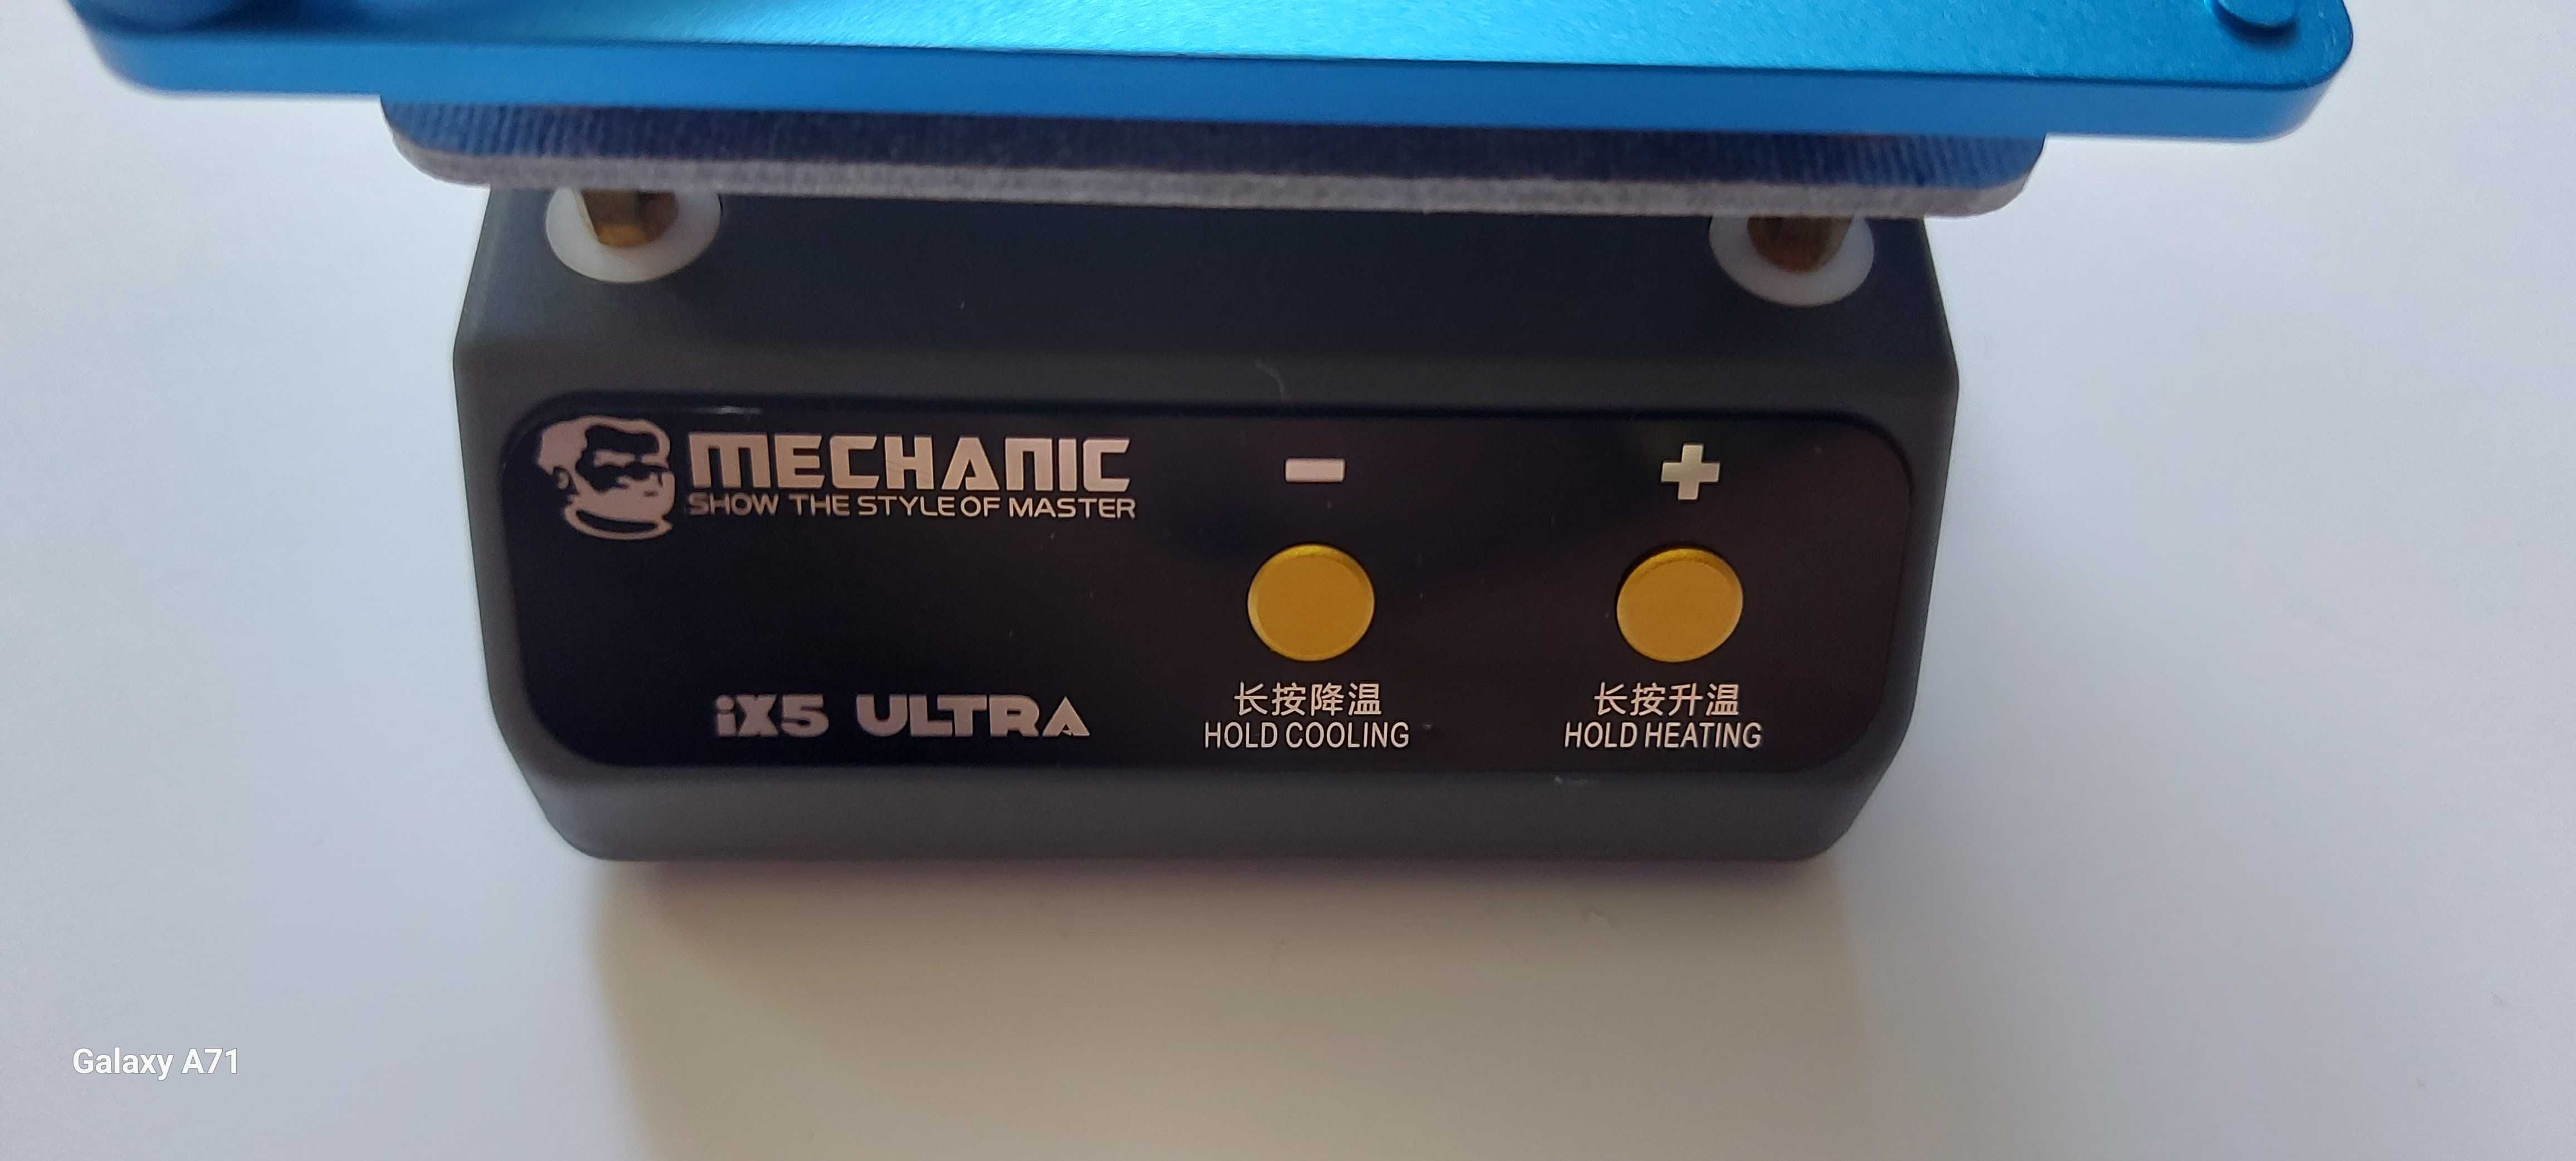 MECHANIC
SHOW THE STYLE OF MASTER
− +
iX5 ULTRA
长按降温
HOLD COOLING
长按升温
HOLD HEATING
Galaxy A71